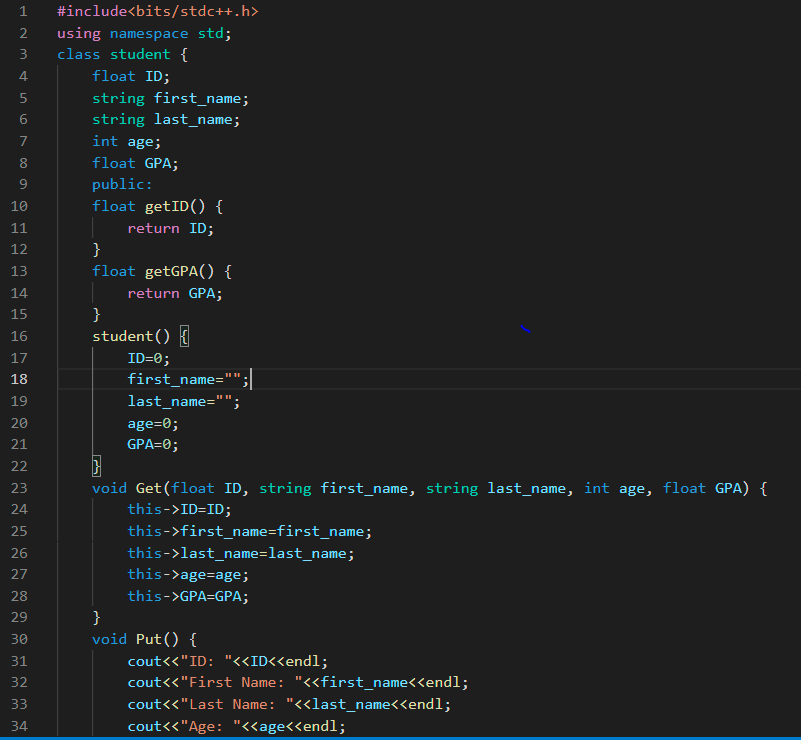 1 #include<bits/stdc++.h>
2 using namespace std;
3 class student {
4     float ID;
5     string first_name;
6     string last_name;
7     int age;
8     float GPA;
9     public:
10     float getID() {
11         return ID;
12     }
13     float getGPA() {
14         return GPA;
15     }
16     student() {
17         ID=0;
18         first_name="";
19         last_name="";
20         age=0;
21         GPA=0;
22     }
23     void Get(float ID, string first_name, string last_name, int age, float GPA) {
24         this->ID=ID;
25         this->first_name=first_name;
26         this->last_name=last_name;
27         this->age=age;
28         this->GPA=GPA;
29     }
30     void Put() {
31         cout<<"ID: "<<ID<<endl;
32         cout<<"First Name: "<<first_name<<endl;
33         cout<<"Last Name: "<<last_name<<endl;
34         cout<<"Age: "<<age<<endl;